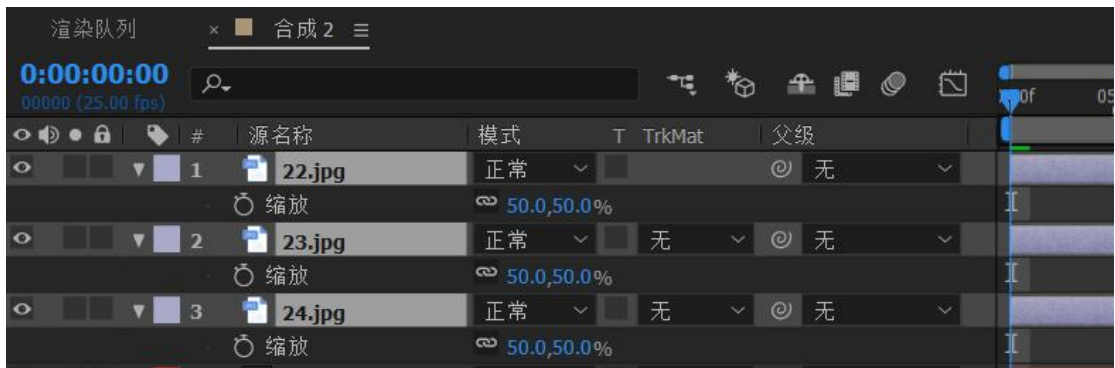 渲染队列 × 合成 2 ≡
0:00:00:00
00000 (25.00 fps)
:00f 05
# 源名称 模式 T TrkMat 父级
1 22.jpg 正常 无
缩放 50.0,50.0%
2 23.jpg 正常 无 无
缩放 50.0,50.0%
3 24.jpg 正常 无 无
缩放 50.0,50.0%